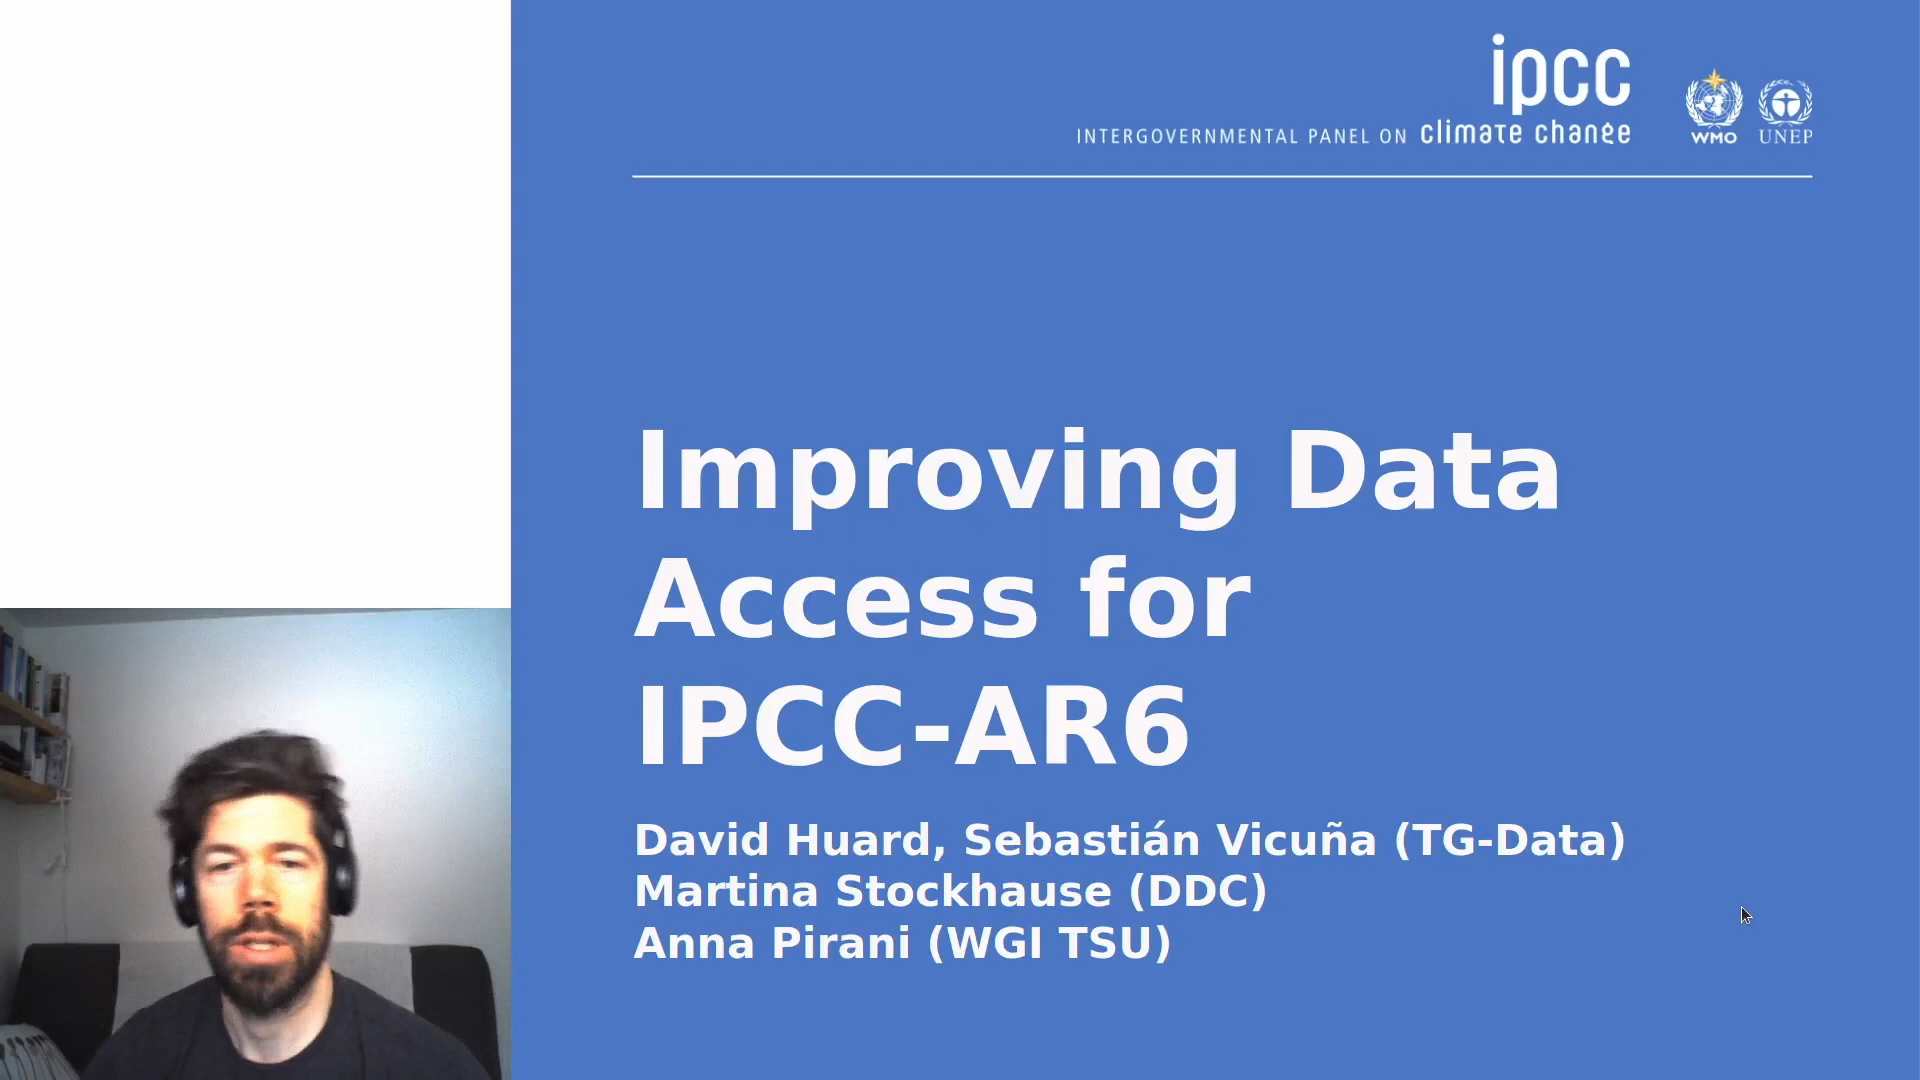 ipcc
INTERGOVERNMENTAL PANEL ON climate change
WMO
UNEP
Improving Data
Access for
IPCC-AR6
David Huard, Sebastián Vicuña (TG-Data)
Martina Stockhause (DDC)
Anna Pirani (WGI TSU)